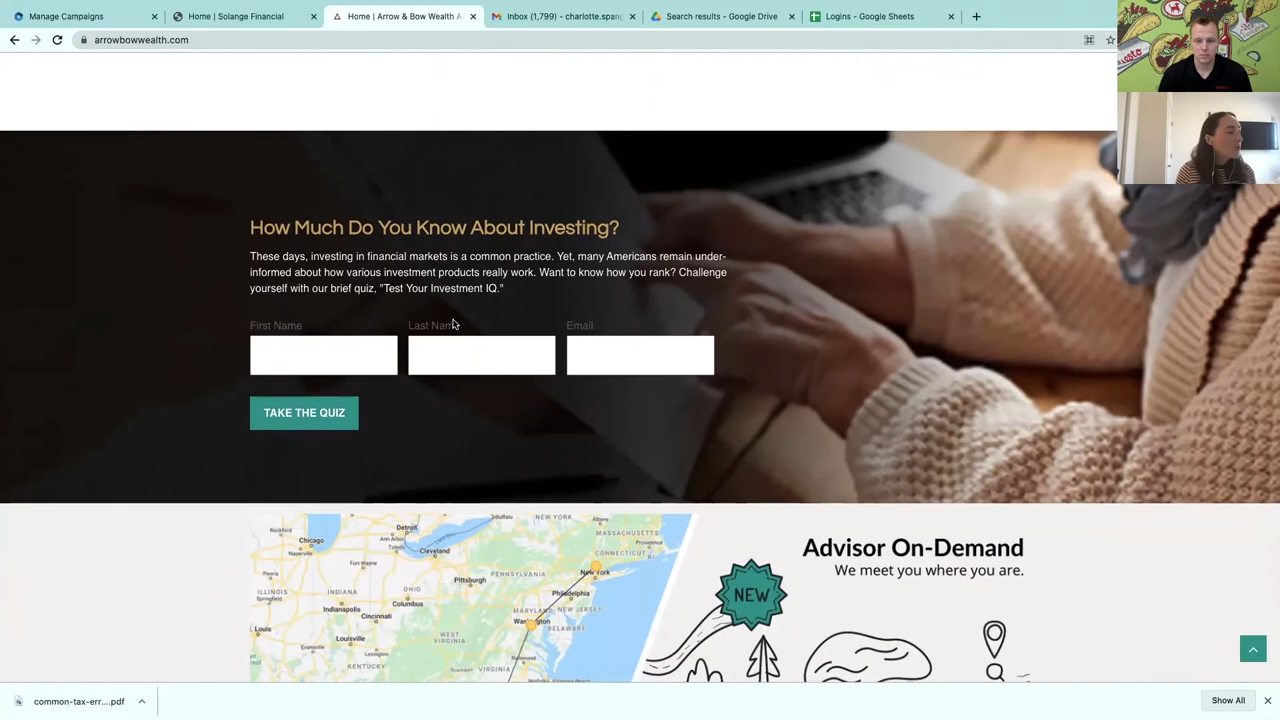 Manage Campaigns
Home | Solange Financial
Home | Arrow & Bow Wealth A
Inbox (1,799) - charlotte.spang
Search results - Google Drive
Logins - Google Sheets
arrowbowwealth.com
How Much Do You Know About Investing?
These days, investing in financial markets is a common practice. Yet, many Americans remain under-
informed about how various investment products really work. Want to know how you rank? Challenge
yourself with our brief quiz, "Test Your Investment IQ."
First Name
Last Name
Email
TAKE THE QUIZ
NEW YORK
Rockford
Detroit
Buffalo
Albany
MASSACHUSETTS
Chicago
Cleveland
Providence
CONNECTICUT
Fort Wayne
New York
ILLINOIS
INDIANA
OHIO
Pittsburgh
PENNSYLVANIA
Philadelphia
Indianapolis
Columbus
MARYLAND
NEW JERSEY
Cincinnati
Washington
DELAWARE
WEST
VIRGINIA
Louisville
KENTUCKY
VIRGINIA
Advisor On-Demand
We meet you where you are.
NEW
common-tax-err....pdf
Show All